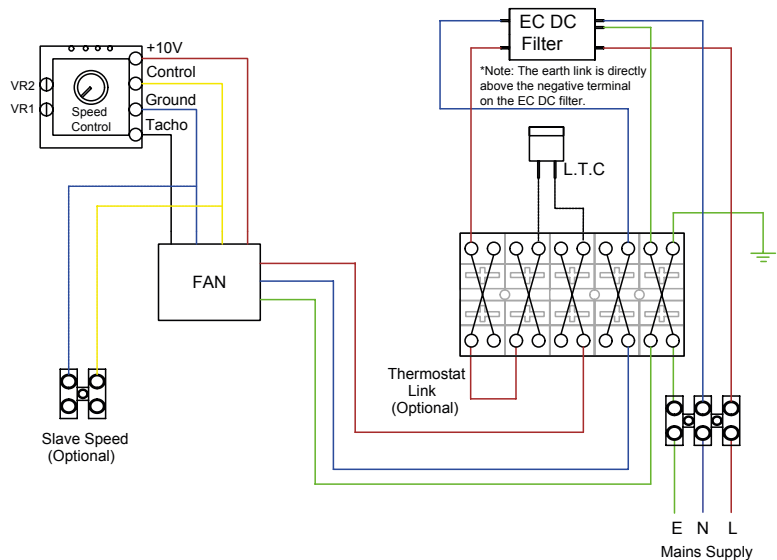 +10V
Control
Ground
Tacho
VR2
VR1
Speed
Control
EC DC
Filter
*Note: The earth link is directly
above the negative terminal
on the EC DC filter.
L.T.C
FAN
Thermostat
Link
(Optional)
Slave Speed
(Optional)
E N L
Mains Supply